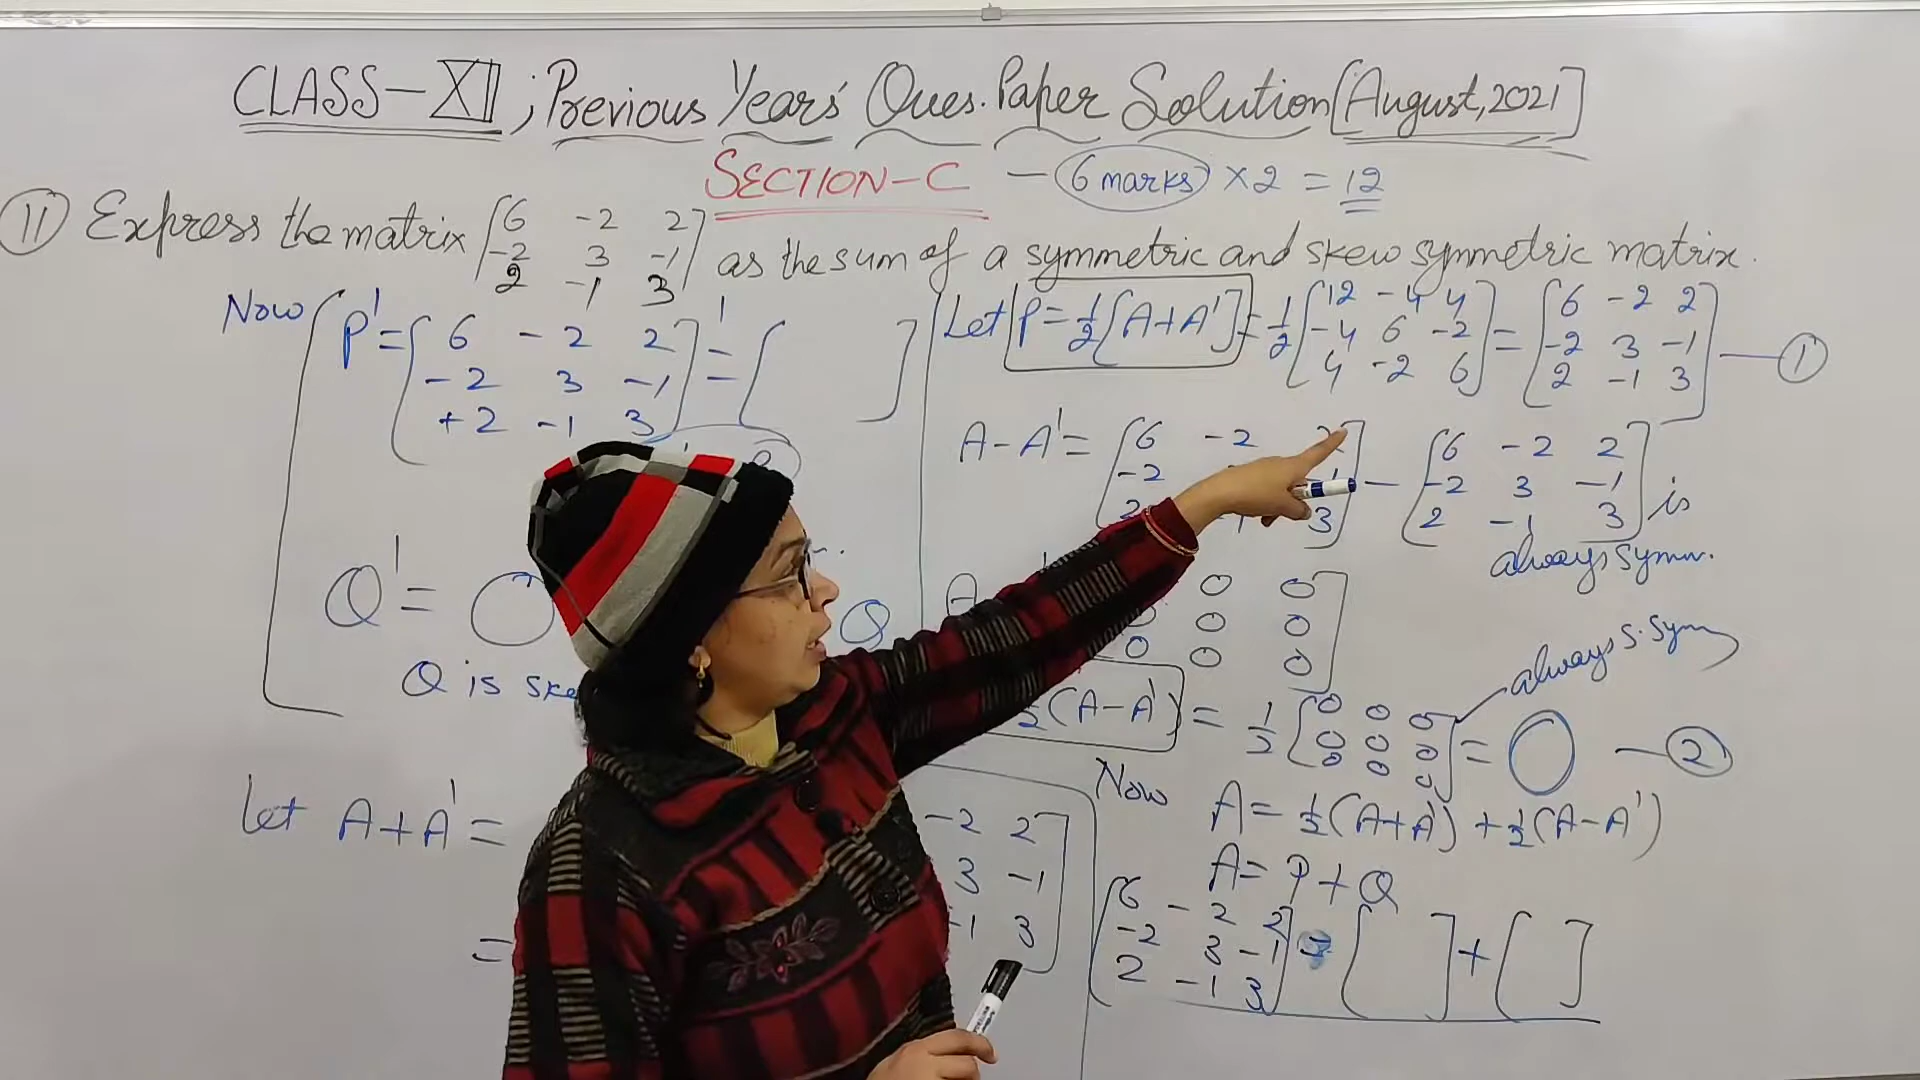 CLASS-XII ; Previous Years' Ques. Paper Solution [August, 2021]
SECTION-C — 6 marks × 2 = 12
11 Express the matrix [6 -2 2
-2 3 -1
2 -1 3] as the sum of a symmetric and skew symmetric matrix.
Now [P' = [6 -2 2
-2 3 -1
+2 -1 3]' = [ ]
Q' =
Q
Q is ske
Let A+A' =
=
-2 2
3 -1
-1 3]
Let P = 1/2 [A+A'] = 1/2 [12 -4 4
-4 6 -2
4 -2 6] = [6 -2 2
-2 3 -1
2 -1 3] — 1
A-A' = [6 -2 2
-2
2 3] - [6 -2 2
-2 3 -1
2 -1 3] is
always symm.
A
0 0
0 0 0
0 0 0]
always S. Symm
(A-A') = 1/2 [0 0 0
0 0 0
0 0 0] = O — 2
Now A = 1/2 (A+A') + 1/2 (A-A')
A = P + Q
[6 -2 2
-2 3 -1
2 -1 3] = [ ] + [ ]